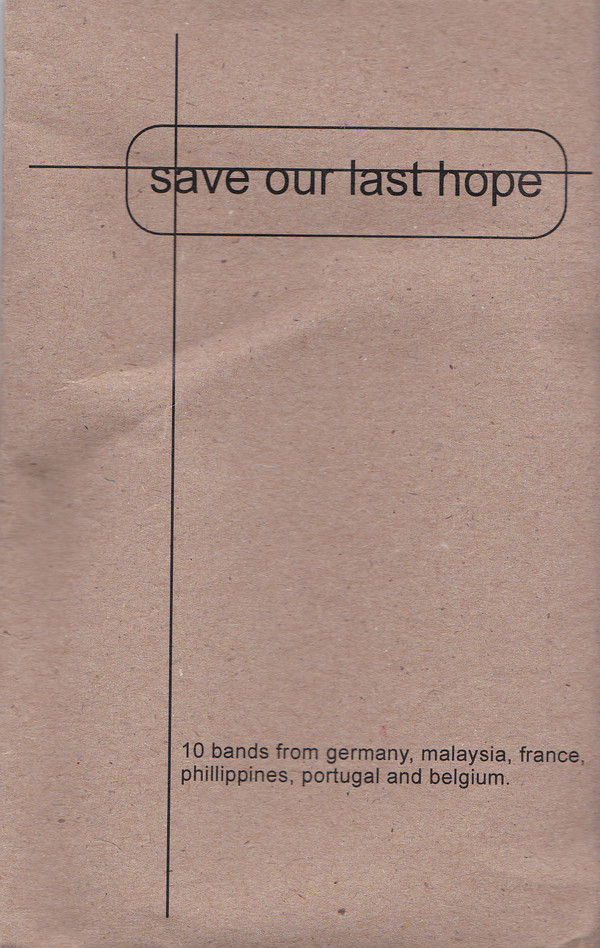 save our last hope
10 bands from germany, malaysia, france,
phillippines, portugal and belgium.